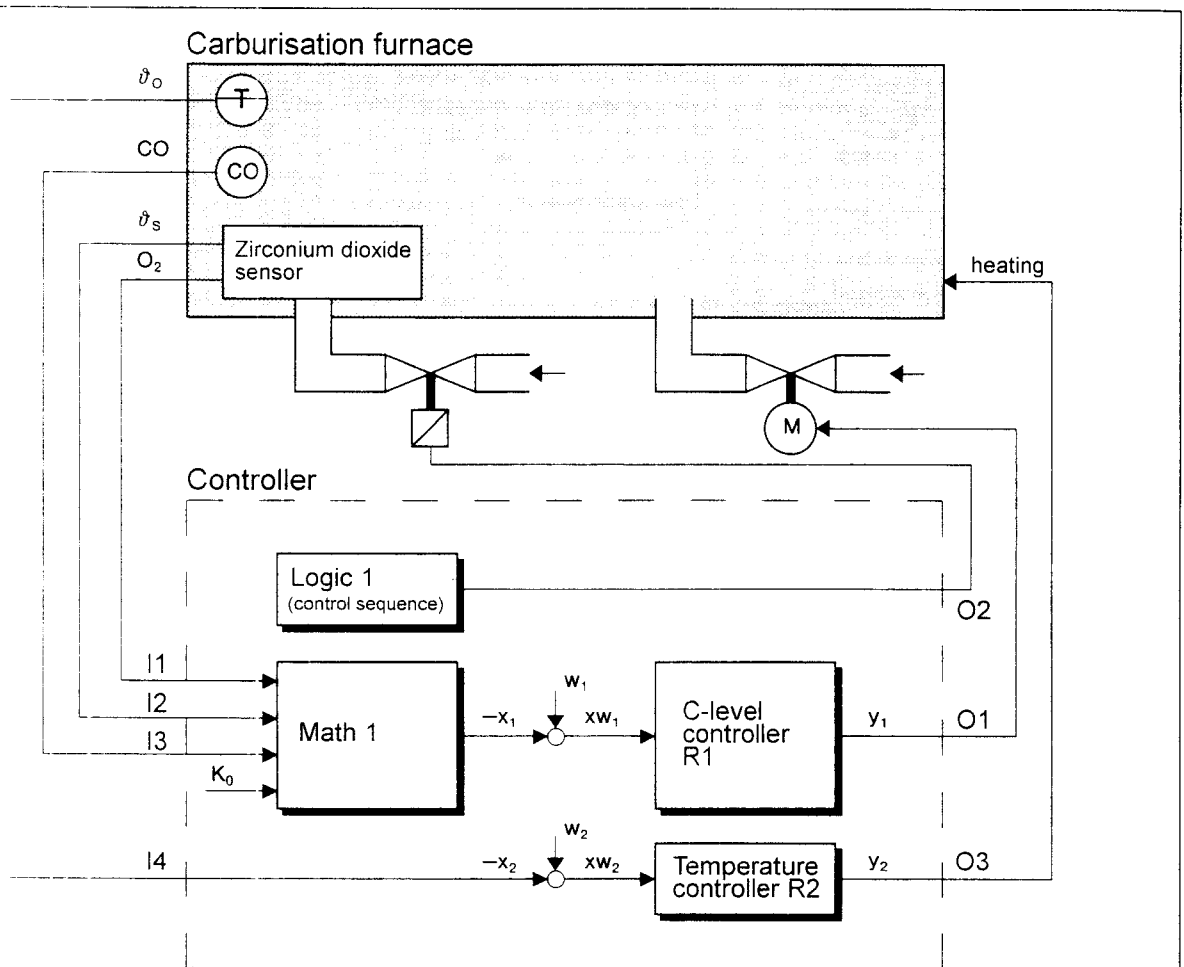 Carburisation furnace
ϑO
T
CO
CO
ϑS
Zirconium dioxide
sensor
O2
heating
M
Controller
Logic 1
(control sequence)
O2
I1
I2
I3
K0
Math 1
–x1
w1
xw1
C-level
controller
R1
y1
O1
I4
–x2
w2
xw2
Temperature
controller R2
y2
O3